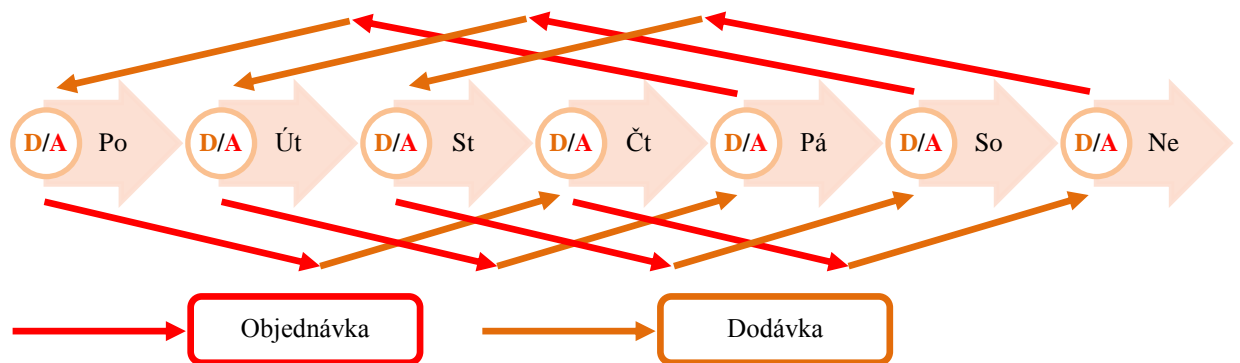 D/A Po D/A Út D/A St D/A Čt D/A Pá D/A So D/A Ne
Objednávka Dodávka